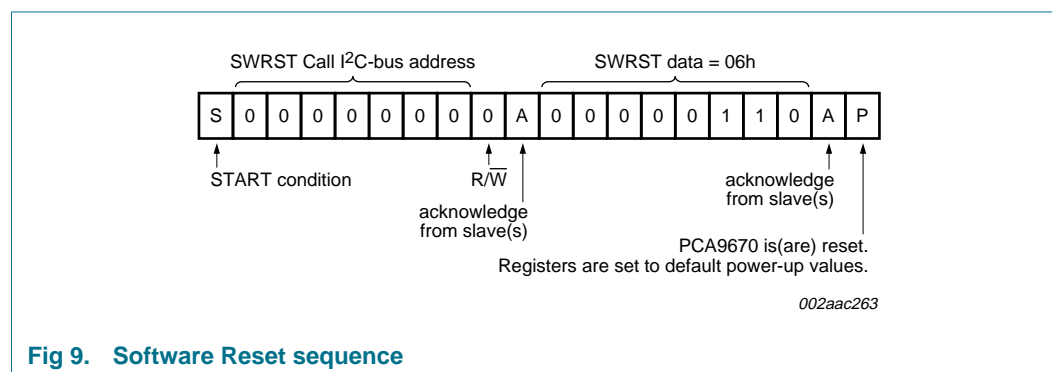 SWRST Call I²C-bus address SWRST data = 06h
S 0 0 0 0 0 0 0 0 A 0 0 0 0 0 1 1 0 A P
START condition R/W̅ acknowledge
acknowledge from slave(s)
from slave(s)
PCA9670 is(are) reset.
Registers are set to default power-up values.
002aac263
Fig 9. Software Reset sequence